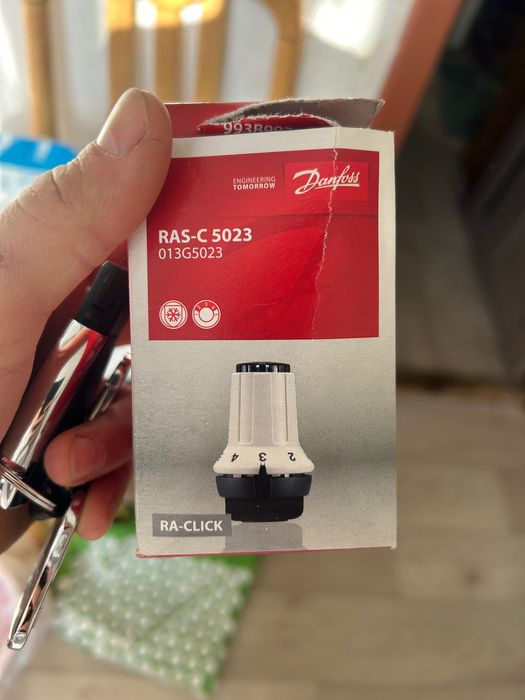 ENGINEERING
TOMORROW
Danfoss
RAS-C 5023
013G5023
4 3 2
RA-CLICK